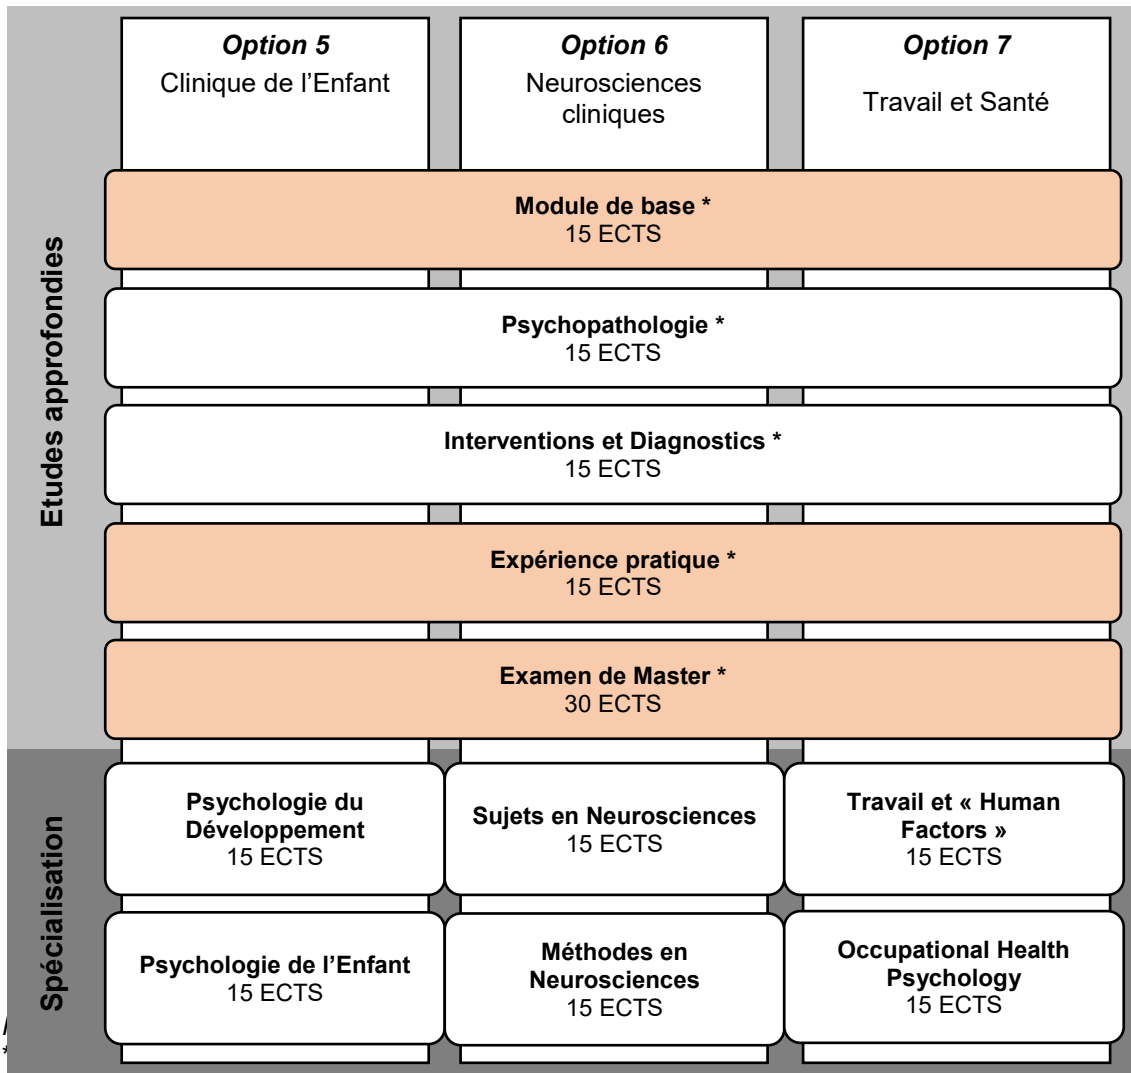 Option 5
Clinique de l'Enfant
Option 6
Neurosciences
cliniques
Option 7
Travail et Santé
Etudes approfondies
Module de base *
15 ECTS
Psychopathologie *
15 ECTS
Interventions et Diagnostics *
15 ECTS
Expérience pratique *
15 ECTS
Examen de Master *
30 ECTS
Spécialisation
Psychologie du
Développement
15 ECTS
Sujets en Neurosciences
15 ECTS
Travail et « Human
Factors »
15 ECTS
Psychologie de l'Enfant
15 ECTS
Méthodes en
Neurosciences
15 ECTS
Occupational Health
Psychology
15 ECTS
*